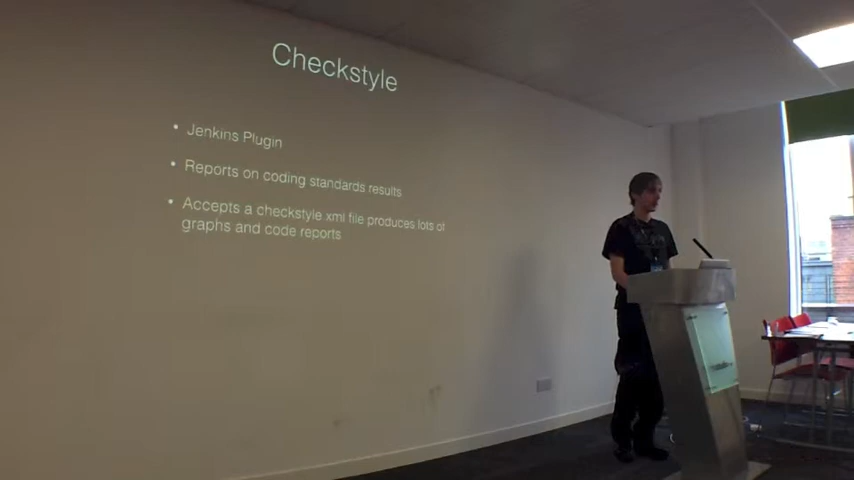 Checkstyle
• Jenkins Plugin
• Reports on coding standards results
• Accepts a checkstyle.xml file produces lots of
graphs and code reports